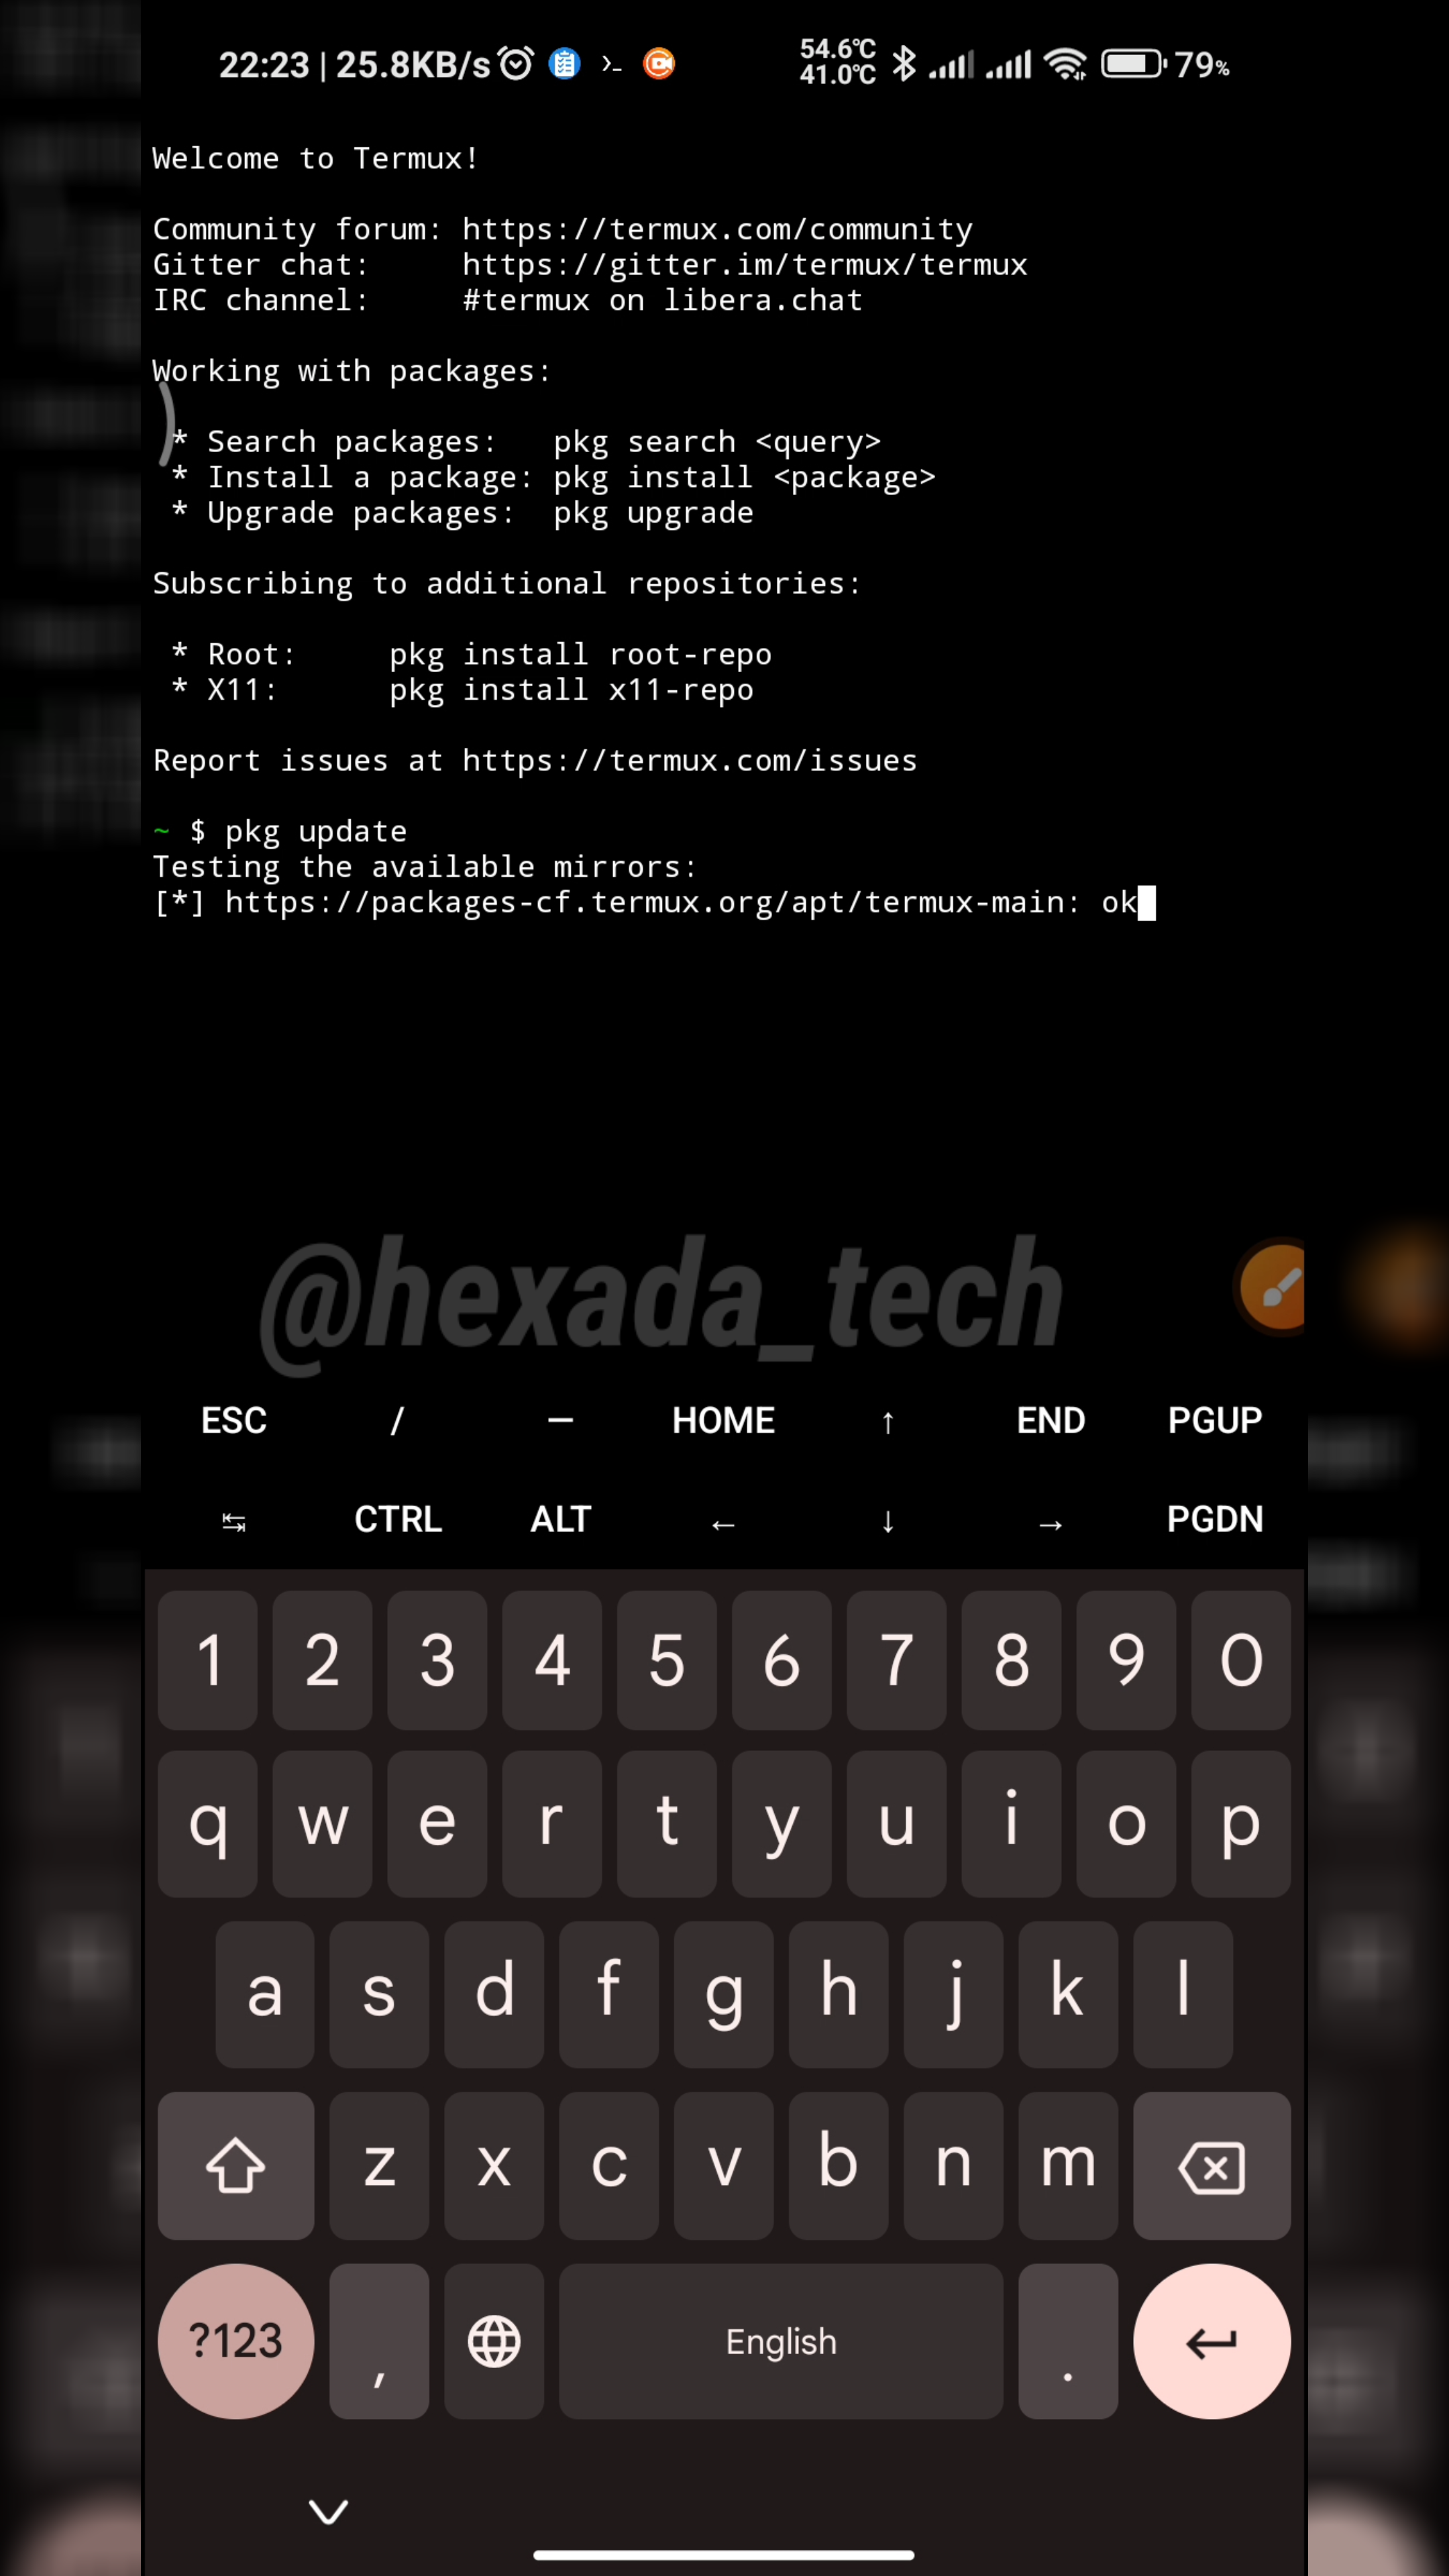 22:23 | 25.8KB/s 54.6°C 41.0°C 79%
Welcome to Termux!
Community forum: https://termux.com/community
Gitter chat:     https://gitter.im/termux/termux
IRC channel:     #termux on libera.chat
Working with packages:
* Search packages:   pkg search <query>
* Install a package: pkg install <package>
* Upgrade packages:  pkg upgrade
Subscribing to additional repositories:
* Root:     pkg install root-repo
* X11:      pkg install x11-repo
Report issues at https://termux.com/issues
~ $ pkg update
Testing the available mirrors:
[*] https://packages-cf.termux.org/apt/termux-main: ok
@hexada_tech
ESC / — HOME ↑ END PGUP
↹ CTRL ALT ← ↓ → PGDN
1 2 3 4 5 6 7 8 9 0
q w e r t y u i o p
a s d f g h j k l
z x c v b n m
?123 , English .